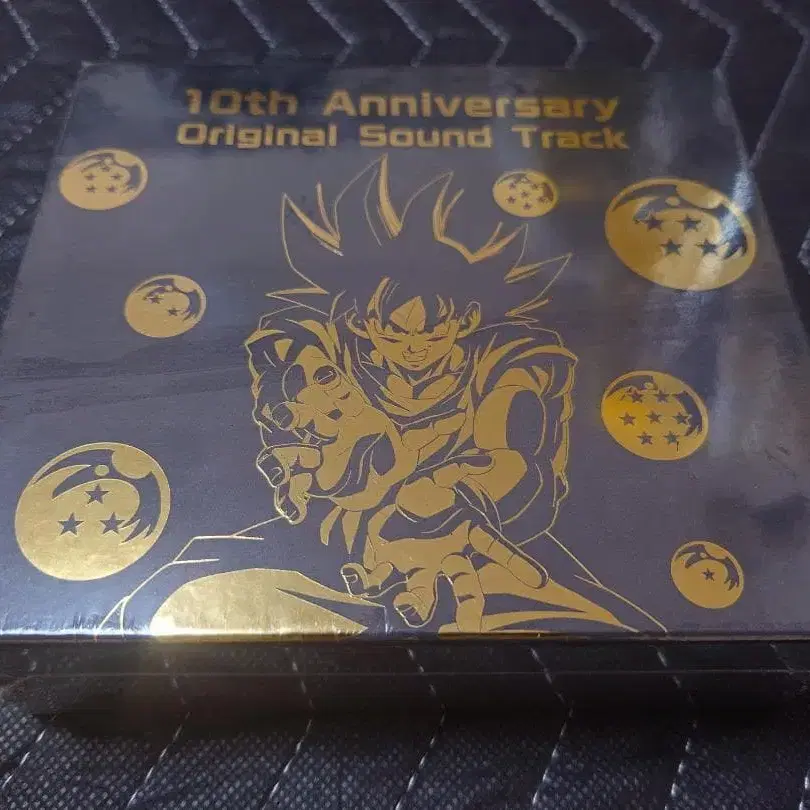 10th Anniversary
Original Sound Track